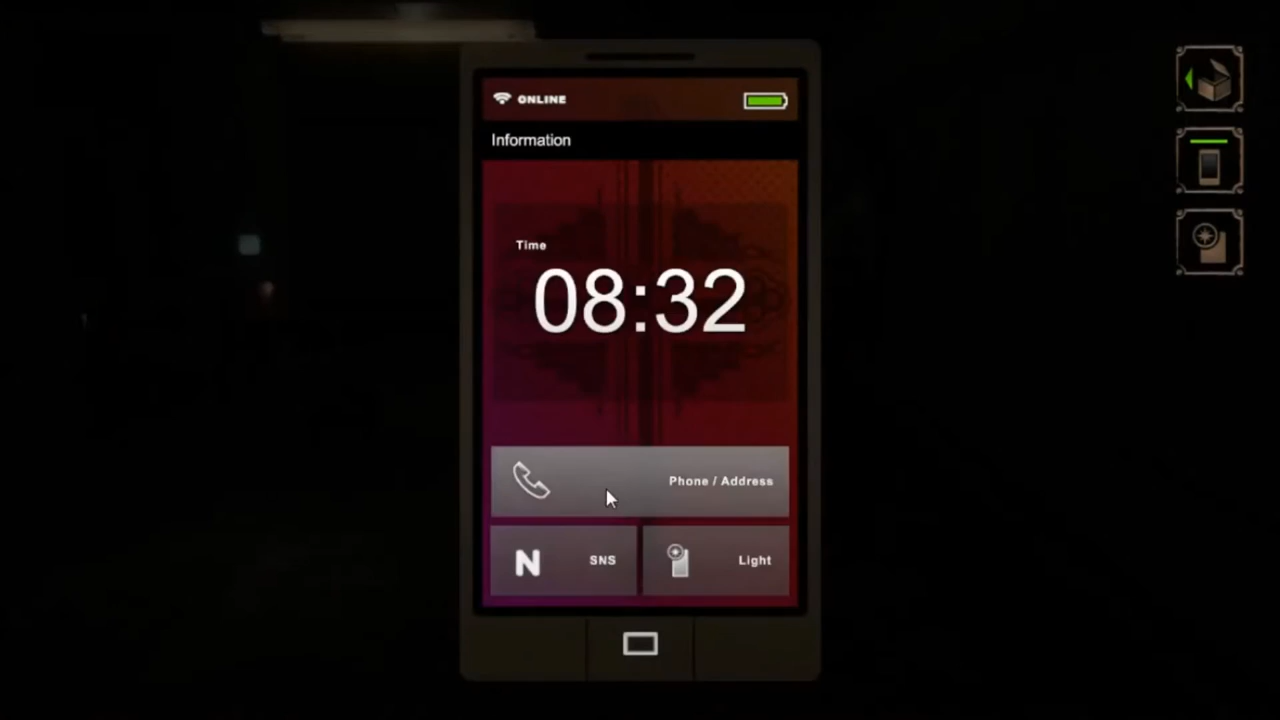 ONLINE
Information
Time
08:32
Phone / Address
N SNS
Light